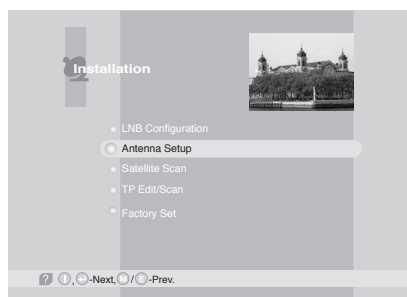 Installation
LNB Configuration
Antenna Setup
Satellite Scan
TP Edit/Scan
Factory Set
? , -Next, M / E -Prev.